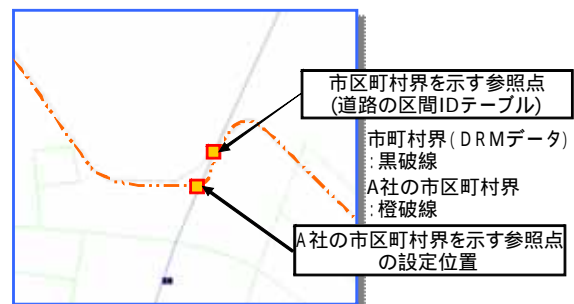 市区町村界を示す参照点
(道路の区間IDテーブル)
市町村界(DRMデータ)
:黒破線
A社の市区町村界
:橙破線
A社の市区町村界を示す参照点
の設定位置